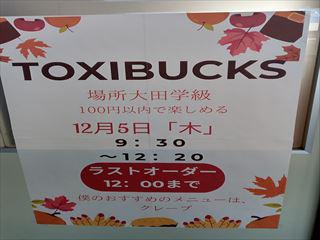 TOXIBUCKS
場所大田学級
100円以内で楽しめる
12月5日「木」
9:30
～12:20
ラストオーダー
12:00まで
僕のおすすめのメニューは、
クレープ